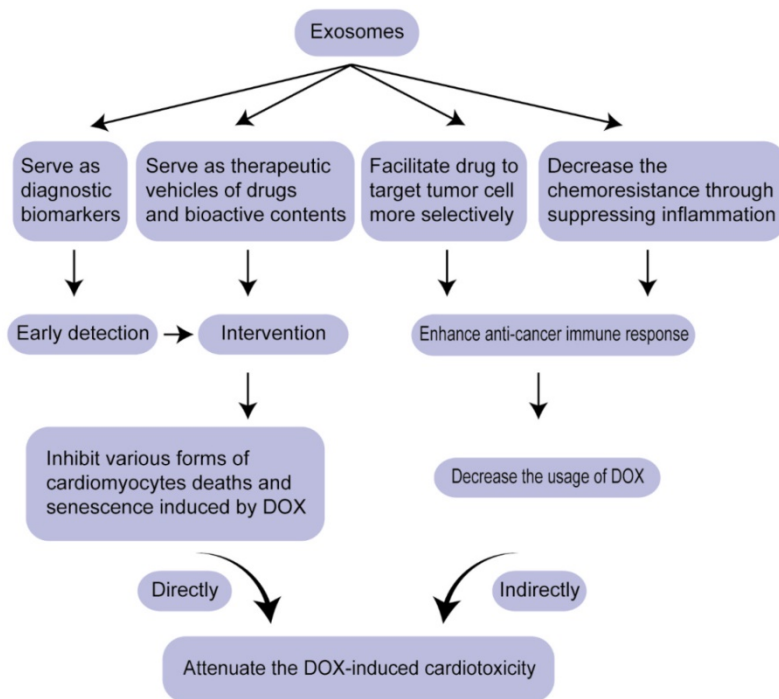 Exosomes
Serve as
diagnostic
biomarkers
Serve as therapeutic
vehicles of drugs
and bioactive contents
Facilitate drug to
target tumor cell
more selectively
Decrease the
chemoresistance through
suppressing inflammation
Early detection
Intervention
Enhance anti-cancer immune response
Inhibit various forms of
cardiomyocytes deaths and
senescence induced by DOX
Decrease the usage of DOX
Directly
Indirectly
Attenuate the DOX-induced cardiotoxicity